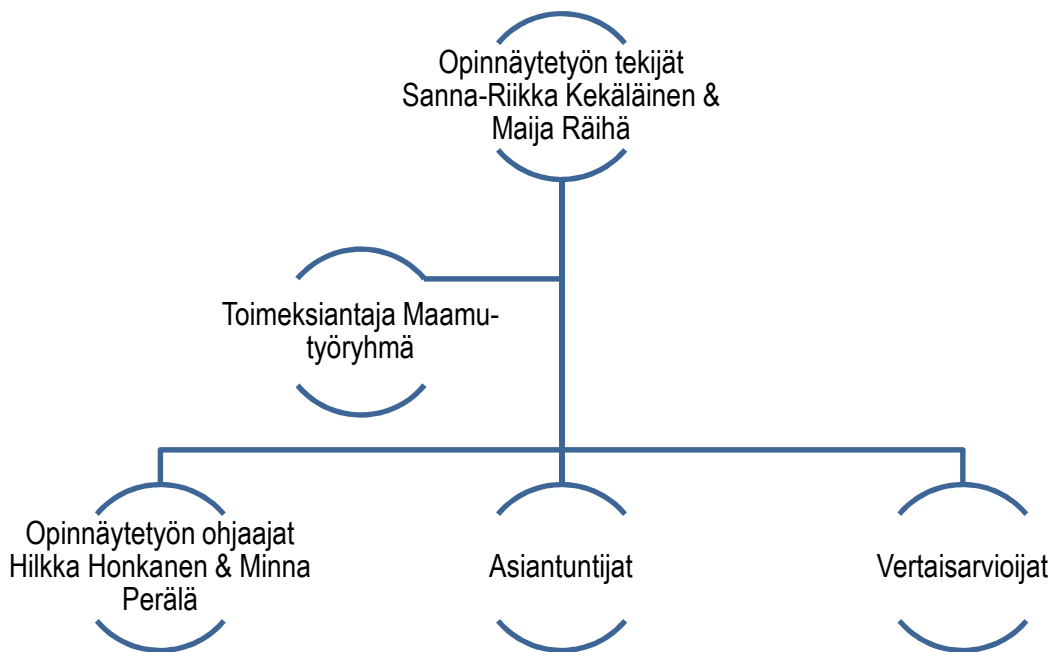 Opinnäytetyön tekijät
Sanna-Riikka Kekäläinen &
Maija Räihä
Toimeksiantaja Maamu-
työryhmä
Opinnäytetyön ohjaajat
Hilkka Honkanen & Minna
Perälä
Asiantuntijat
Vertaisarvioijat